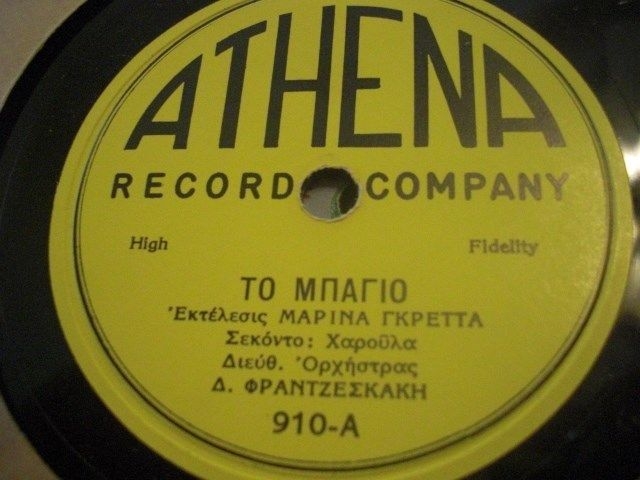 ATHENA
RECORD COMPANY
High Fidelity
ΤΟ ΜΠΑΓΙΟ
Ἐκτέλεσις ΜΑΡΙΝΑ ΓΚΡΕΤΤΑ
Σεκόντο: Χαροῦλα
Διεύθ. Ὀρχήστρας
Δ. ΦΡΑΝΤΖΕΣΚΑΚΗ
910-A